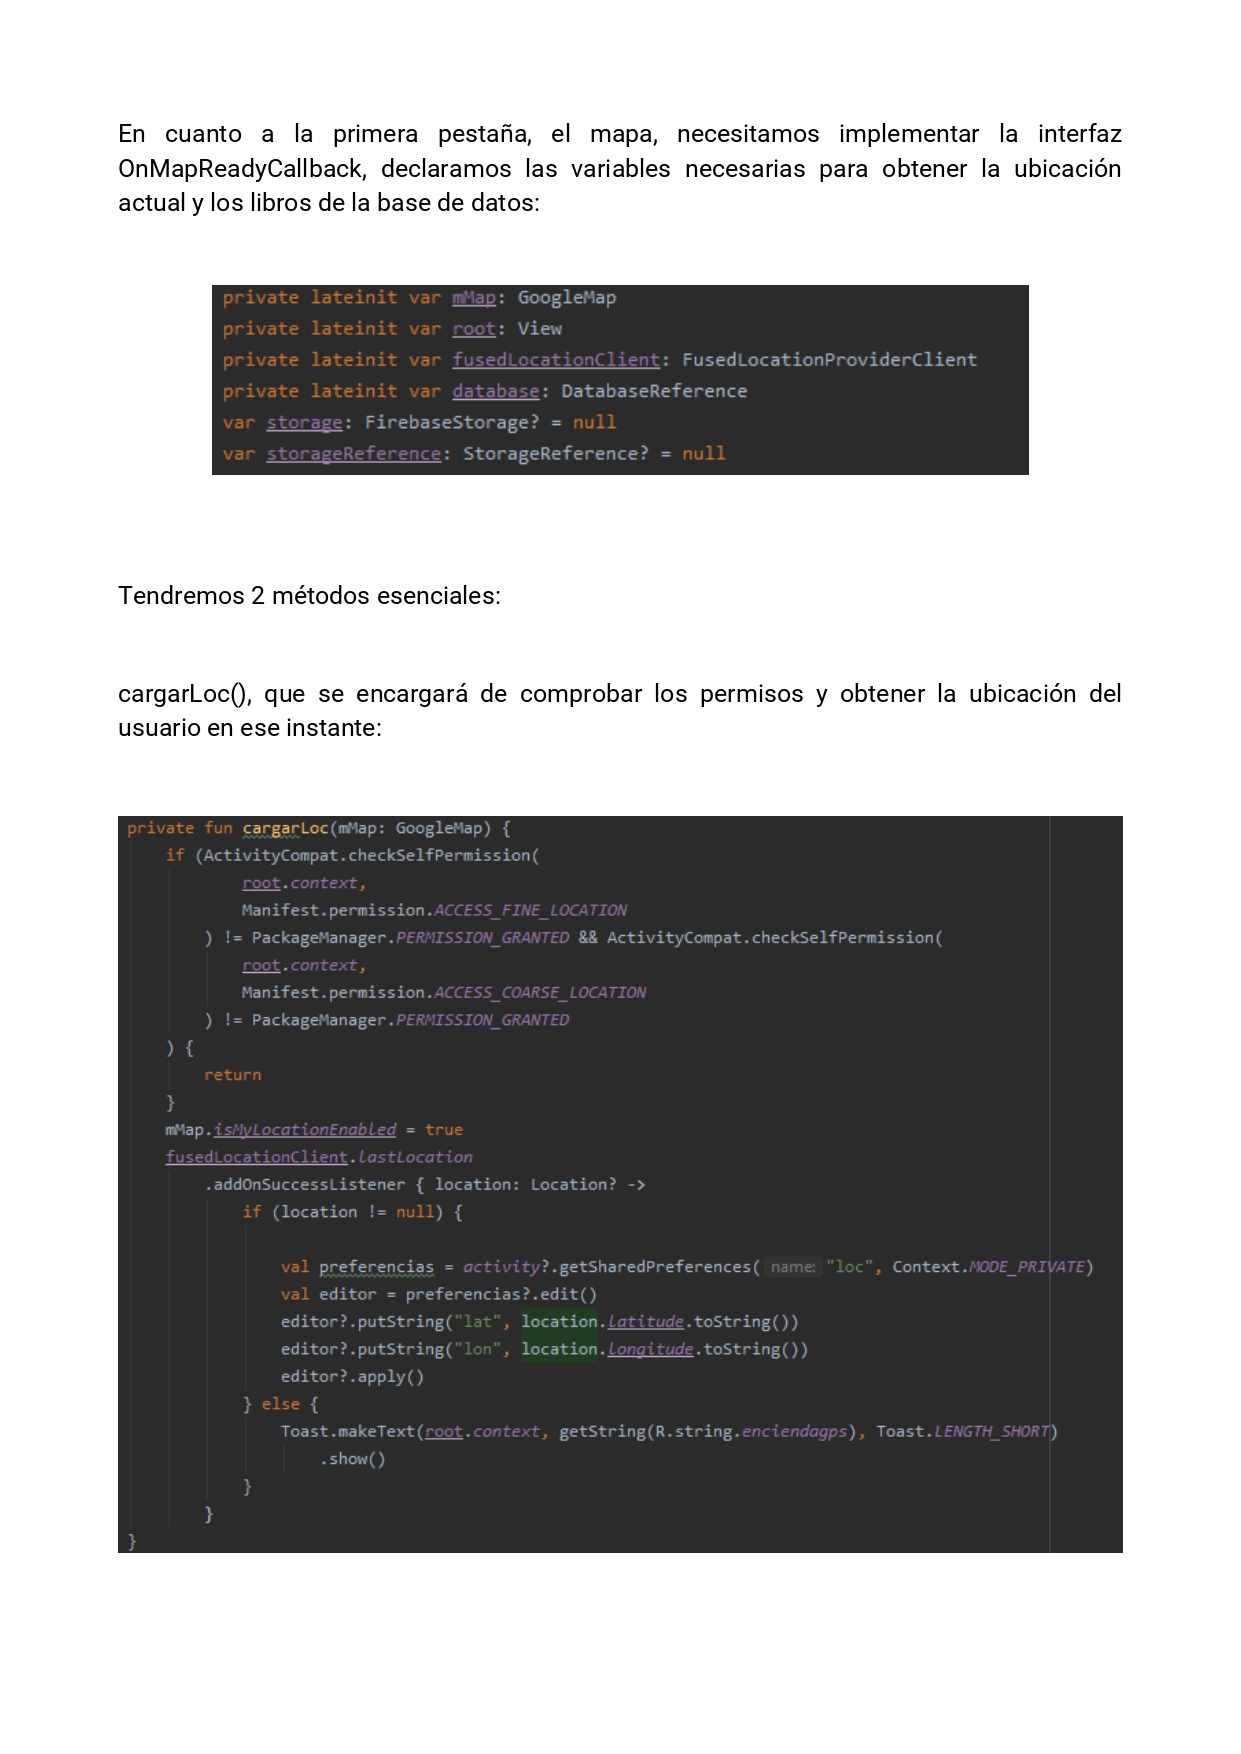 En cuanto a la primera pestaña, el mapa, necesitamos implementar la interfaz
OnMapReadyCallback, declaramos las variables necesarias para obtener la ubicación
actual y los libros de la base de datos:
private lateinit var mMap: GoogleMap
private lateinit var root: View
private lateinit var fusedLocationClient: FusedLocationProviderClient
private lateinit var database: DatabaseReference
var storage: FirebaseStorage? = null
var storageReference: StorageReference? = null
Tendremos 2 métodos esenciales:
cargarLoc(), que se encargará de comprobar los permisos y obtener la ubicación del
usuario en ese instante:
private fun cargarLoc(mMap: GoogleMap) {
if (ActivityCompat.checkSelfPermission(
root.context,
Manifest.permission.ACCESS_FINE_LOCATION
) != PackageManager.PERMISSION_GRANTED && ActivityCompat.checkSelfPermission(
root.context,
Manifest.permission.ACCESS_COARSE_LOCATION
) != PackageManager.PERMISSION_GRANTED
) {
return
}
mMap.isMyLocationEnabled = true
fusedLocationClient.lastLocation
.addOnSuccessListener { location: Location? ->
if (location != null) {
val preferencias = activity?.getSharedPreferences( name: "loc", Context.MODE_PRIVATE)
val editor = preferencias?.edit()
editor?.putString("lat", location.latitude.toString())
editor?.putString("lon", location.longitude.toString())
editor?.apply()
} else {
Toast.makeText(root.context, getString(R.string.enciendagps), Toast.LENGTH_SHORT)
.show()
}
}
}